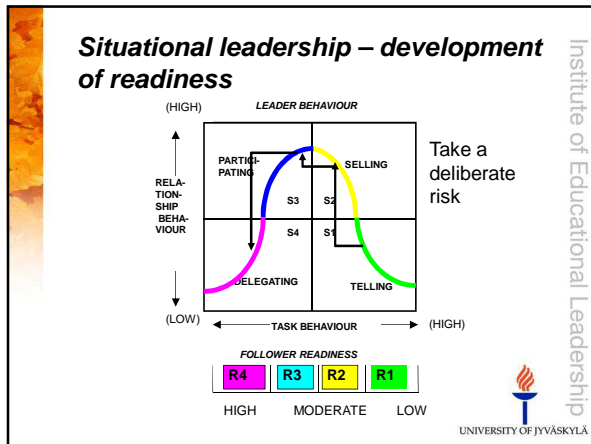 Situational leadership – development
of readiness
(HIGH)
LEADER BEHAVIOUR
PARTICI-
PATING
SELLING
Take a
deliberate
risk
RELA-
TION-
SHIP
BEHA-
VIOUR
S3
S2
S4
S1
DELEGATING
TELLING
(LOW)
TASK BEHAVIOUR
(HIGH)
FOLLOWER READINESS
R4
R3
R2
R1
HIGH
MODERATE
LOW
Institute of Educational Leadership
UNIVERSITY OF JYVÄSKYLÄ